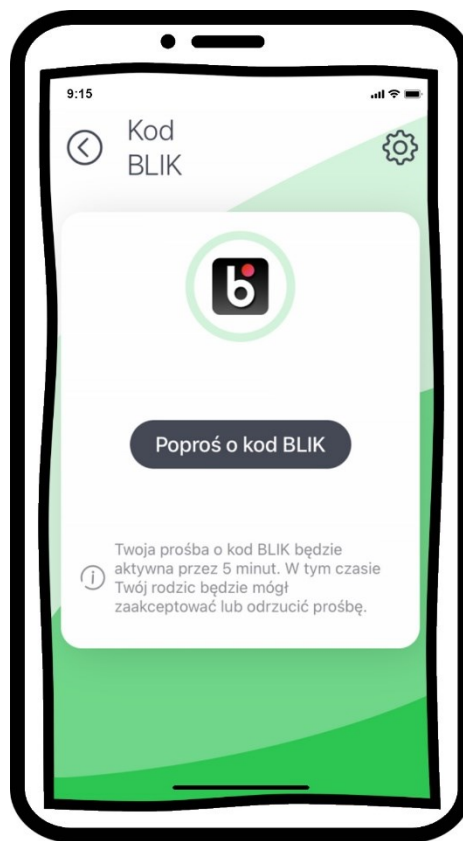 9:15
Kod
BLIK
b
Poproś o kod BLIK
Twoja prośba o kod BLIK będzie
aktywna przez 5 minut. W tym czasie
Twój rodzic będzie mógł
zaakceptować lub odrzucić prośbę.